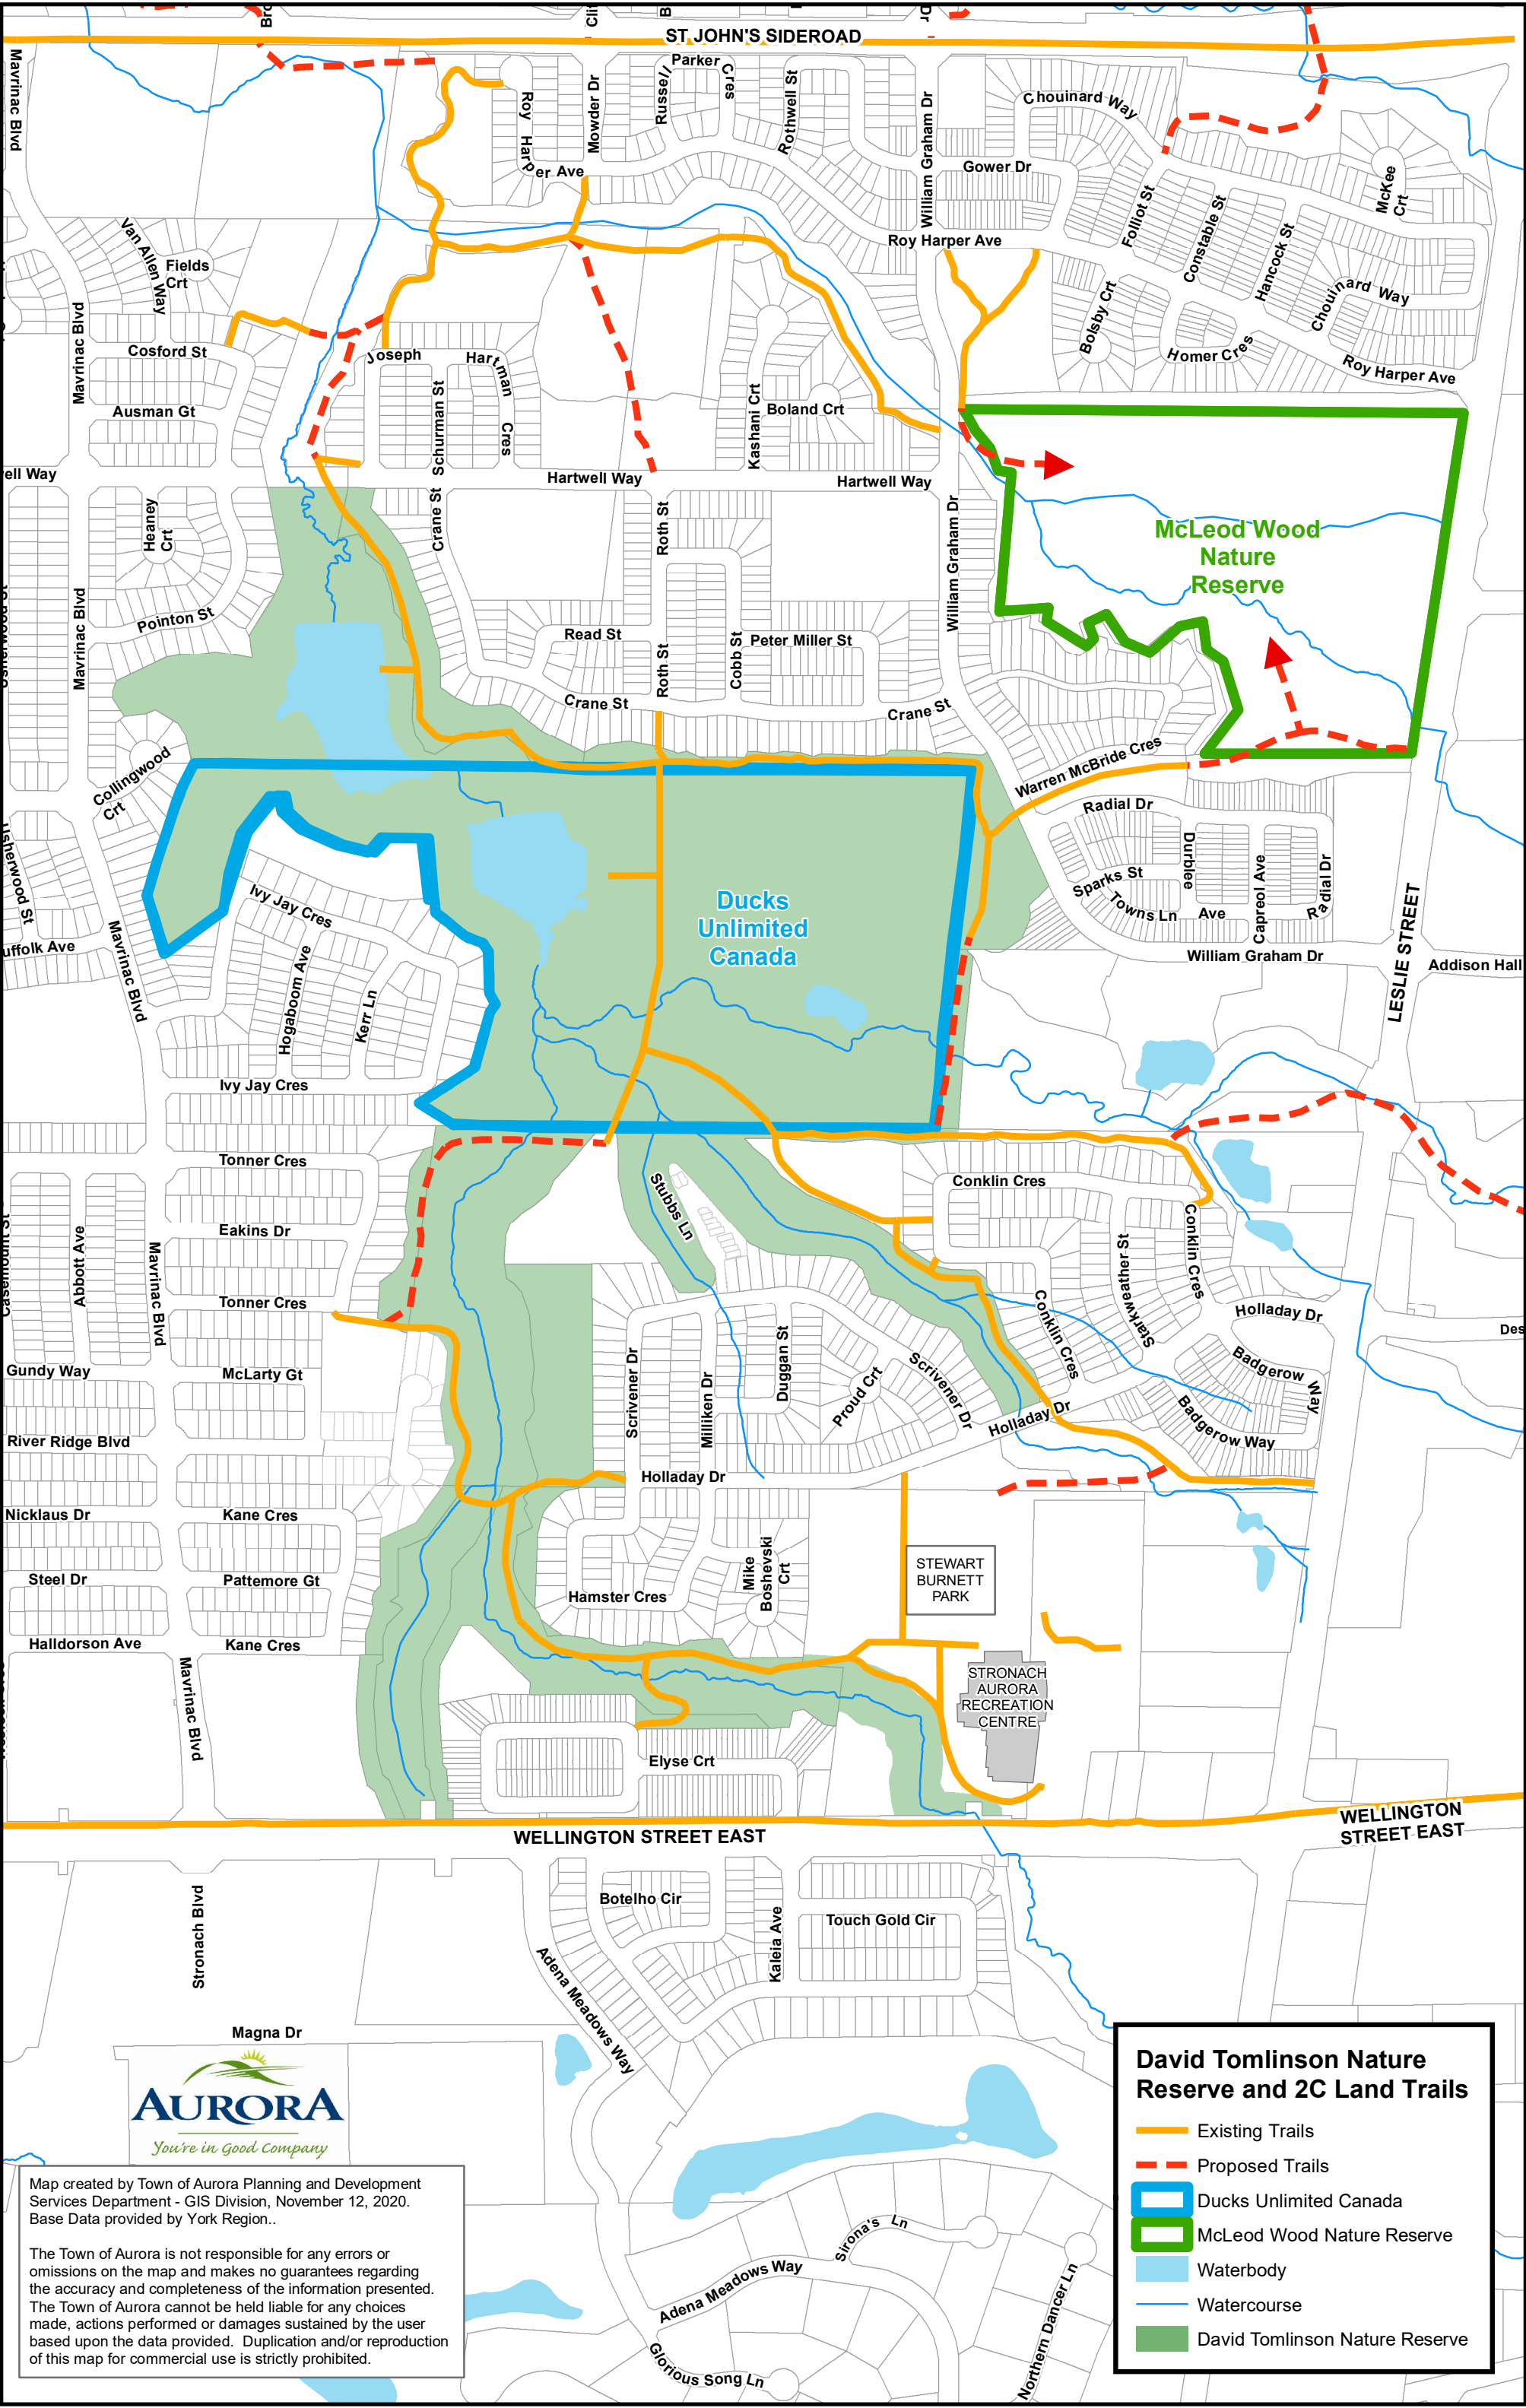 Bro
Cli
B
Dr
ST JOHN'S SIDEROAD
Mavrinac Blvd
Roy Harper Ave
Mowder Dr
Russell
Parker Cres
Rothwell St
William Graham Dr
Chouinard Way
Gower Dr
Folliot St
Constable St
Hancock St
McKee
Crt
Chouinard Way
Roy Harper Ave
Bolsby Crt
Homer Cres
Roy Harper Ave
Van Allen Way
Fields
Crt
Mavrinac Blvd
Cosford St
Ausman Gt
Joseph
Hartman Cres
Schurman St
Kashani Crt
Boland Crt
ell Way
Hartwell Way
Hartwell Way
Heaney
Crt
Crane St
Roth St
William Graham Dr
McLeod Wood
Nature
Reserve
Mavrinac Blvd
Pointon St
Read St
Roth St
Cobb St
Peter Miller St
Crane St
Crane St
Collingwood
Crt
Warren McBride Cres
Radial Dr
Usherwood St
Durblee
Ave
Sparks St
Towns Ln
Capreol Ave
Radial Dr
Ivy Jay Cres
Ducks
Unlimited
Canada
uffolk Ave
Mavrinac Blvd
Hogaboom Ave
Kerr Ln
William Graham Dr
LESLIE STREET
Addison Hall
Ivy Jay Cres
Tonner Cres
Stubbs Ln
Conklin Cres
Eakins Dr
Abbott Ave
Mavrinac Blvd
Casemount St
Conklin Cres
Starkweather St
Conklin Cres
Tonner Cres
Holladay Dr
Des
Gundy Way
McLarty Gt
Scrivener Dr
Milliken Dr
Duggan St
Proud Crt
Scrivener Dr
Badgerow Way
Badgerow Way
Holladay Dr
River Ridge Blvd
Holladay Dr
Nicklaus Dr
Kane Cres
STEWART
BURNETT
PARK
Steel Dr
Pattemore Gt
Hamster Cres
Mike
Boshevski
Crt
Halldorson Ave
Kane Cres
Mavrinac Blvd
STRONACH
AURORA
RECREATION
CENTRE
Elyse Crt
WELLINGTON STREET EAST
WELLINGTON
STREET EAST
Stronach Blvd
Botelho Cir
Kaleia Ave
Touch Gold Cir
Adena Meadows Way
Magna Dr
AURORA
You're in Good Company
Sirona's Ln
Adena Meadows Way
Northern Dancer Ln
Glorious Song Ln
Map created by Town of Aurora Planning and Development
Services Department - GIS Division, November 12, 2020.
Base Data provided by York Region..
The Town of Aurora is not responsible for any errors or
omissions on the map and makes no guarantees regarding
the accuracy and completeness of the information presented.
The Town of Aurora cannot be held liable for any choices
made, actions performed or damages sustained by the user
based upon the data provided.  Duplication and/or reproduction
of this map for commercial use is strictly prohibited.
David Tomlinson Nature
Reserve and 2C Land Trails
Existing Trails
Proposed Trails
Ducks Unlimited Canada
McLeod Wood Nature Reserve
Waterbody
Watercourse
David Tomlinson Nature Reserve